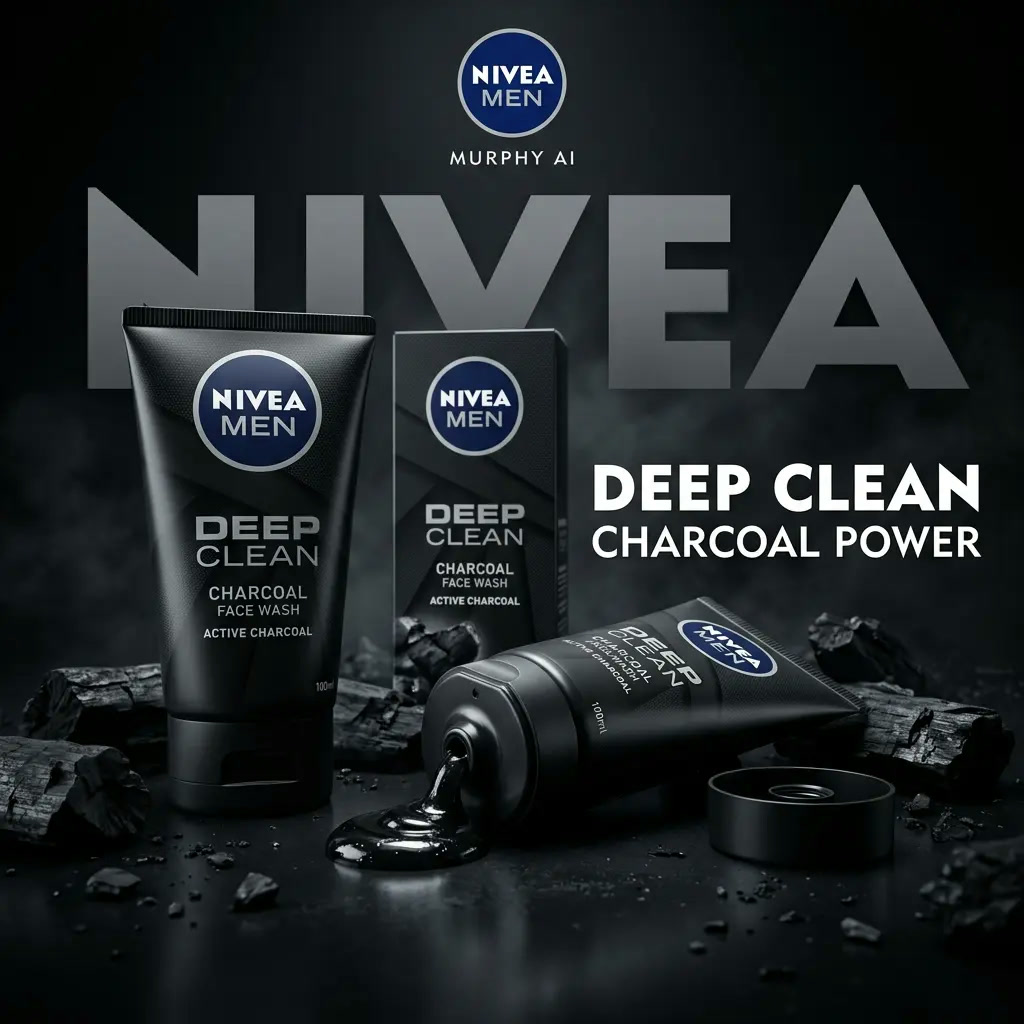 NIVEA
MEN
MURPHY AI
NIVEA
NIVEA
MEN
DEEP
CLEAN
CHARCOAL
FACE WASH
ACTIVE CHARCOAL
100ml
NIVEA
MEN
DEEP
CLEAN
CHARCOAL
FACE WASH
ACTIVE CHARCOAL
DEEP CLEAN
CHARCOAL POWER
NIVEA
MEN
DEEP
CLEAN
CHARCOAL
ACTIVE CHARCOAL
100ml